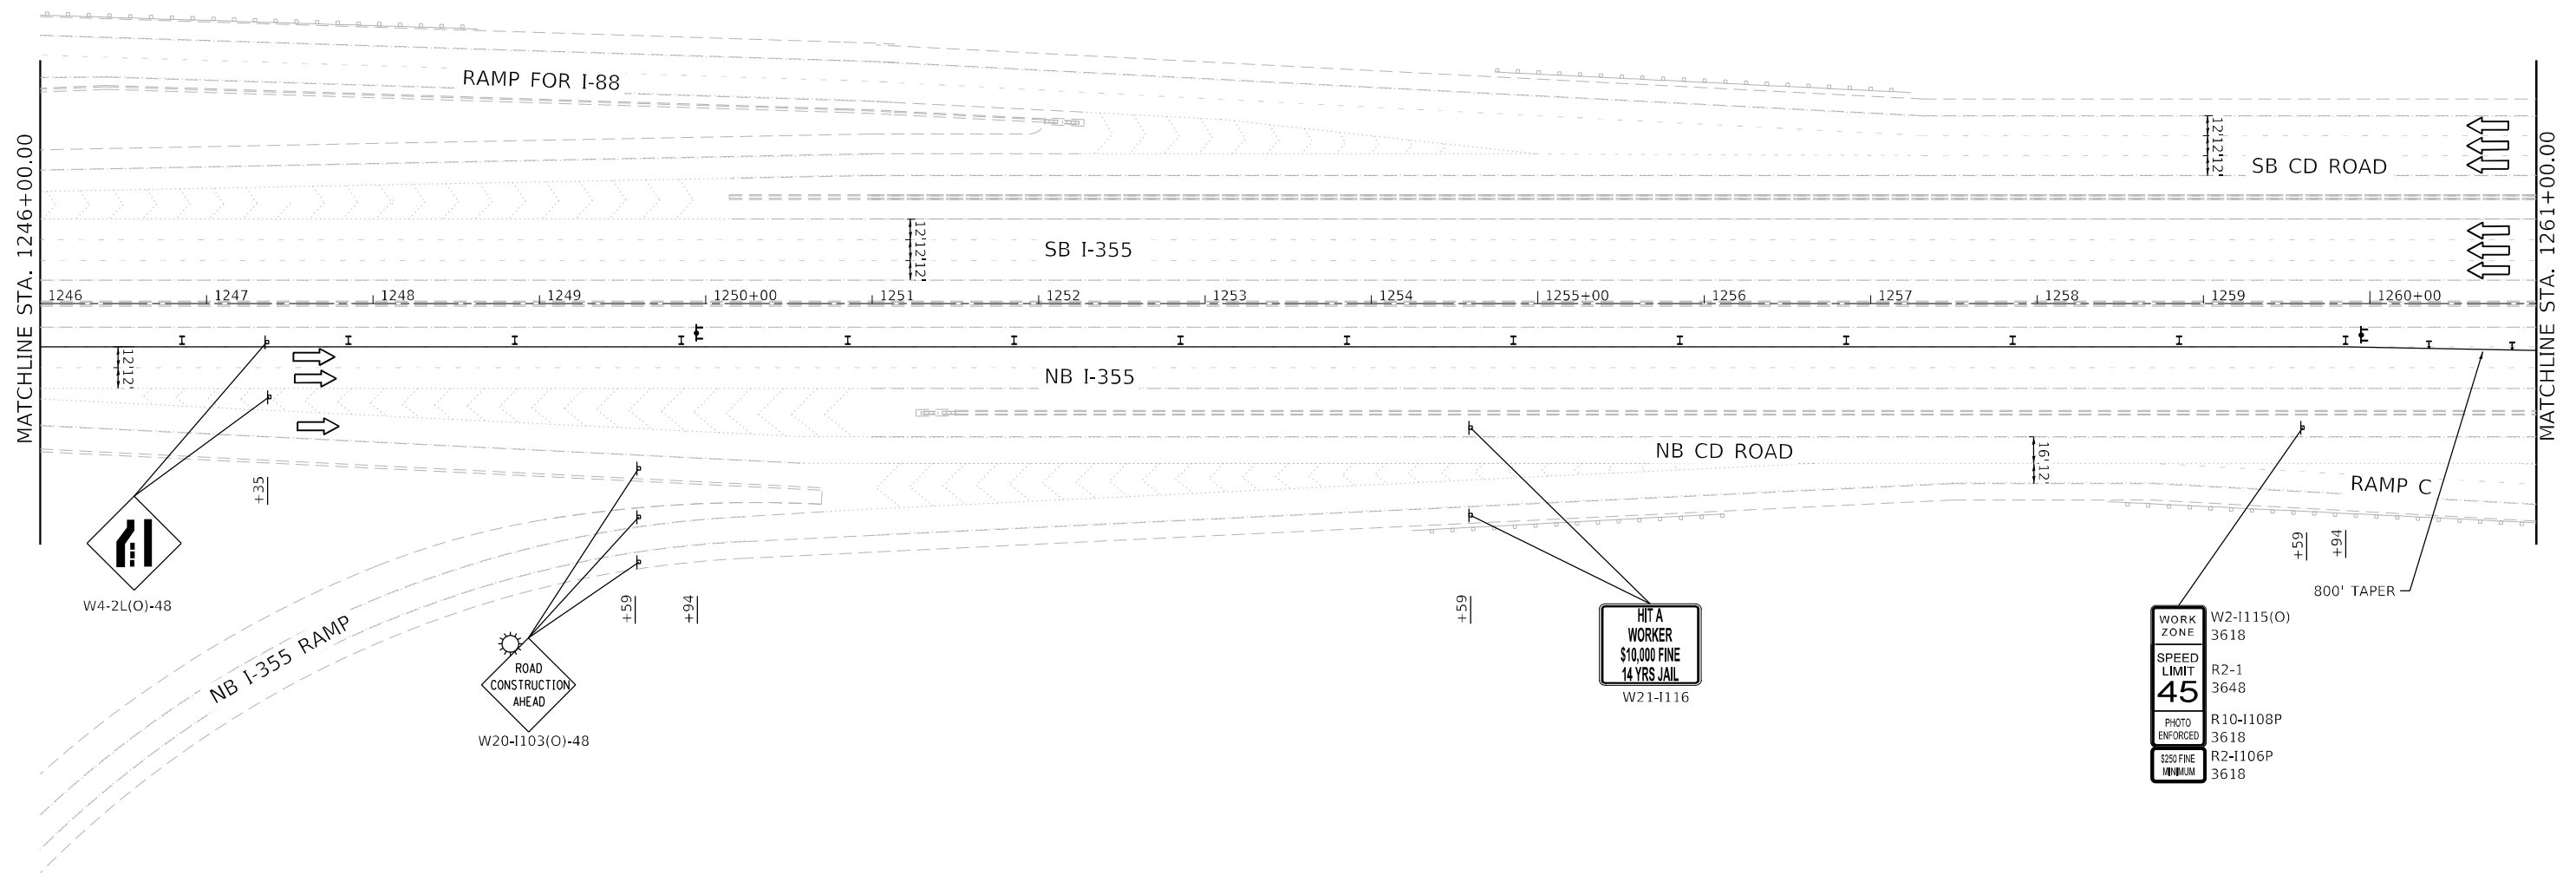 RAMP FOR I-88
12'12'12'
SB CD ROAD
MATCHLINE STA. 1246+00.00
MATCHLINE STA. 1261+00.00
12'12'12'
SB I-355
1246
1247
1248
1249
1250+00
1251
1252
1253
1254
1255+00
1256
1257
1258
1259
1260+00
12'12'
NB I-355
NB CD ROAD
16'12'
RAMP C
+35
+59
+94
+59
+59
+94
800' TAPER
W4-2L(O)-48
NB I-355 RAMP
ROAD
CONSTRUCTION
AHEAD
W20-I103(O)-48
HIT A
WORKER
$10,000 FINE
14 YRS JAIL
W21-I116
WORK
ZONE
W2-I115(O)
3618
SPEED
LIMIT
45
R2-1
3648
PHOTO
ENFORCED
R10-I108P
3618
$250 FINE
MINIMUM
R2-I106P
3618